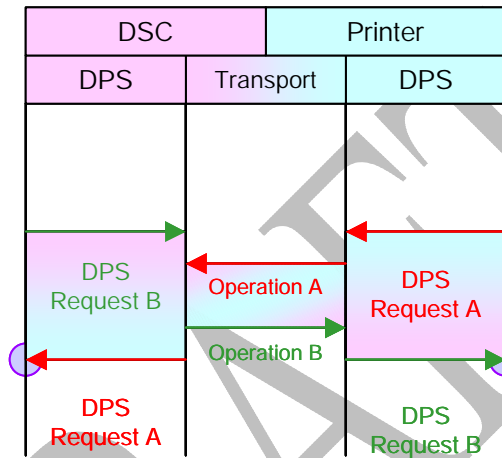 DSC
Printer
DPS
Transport
DPS
DPS
Request B
Operation A
DPS
Request A
Operation B
DPS
Request A
DPS
Request B